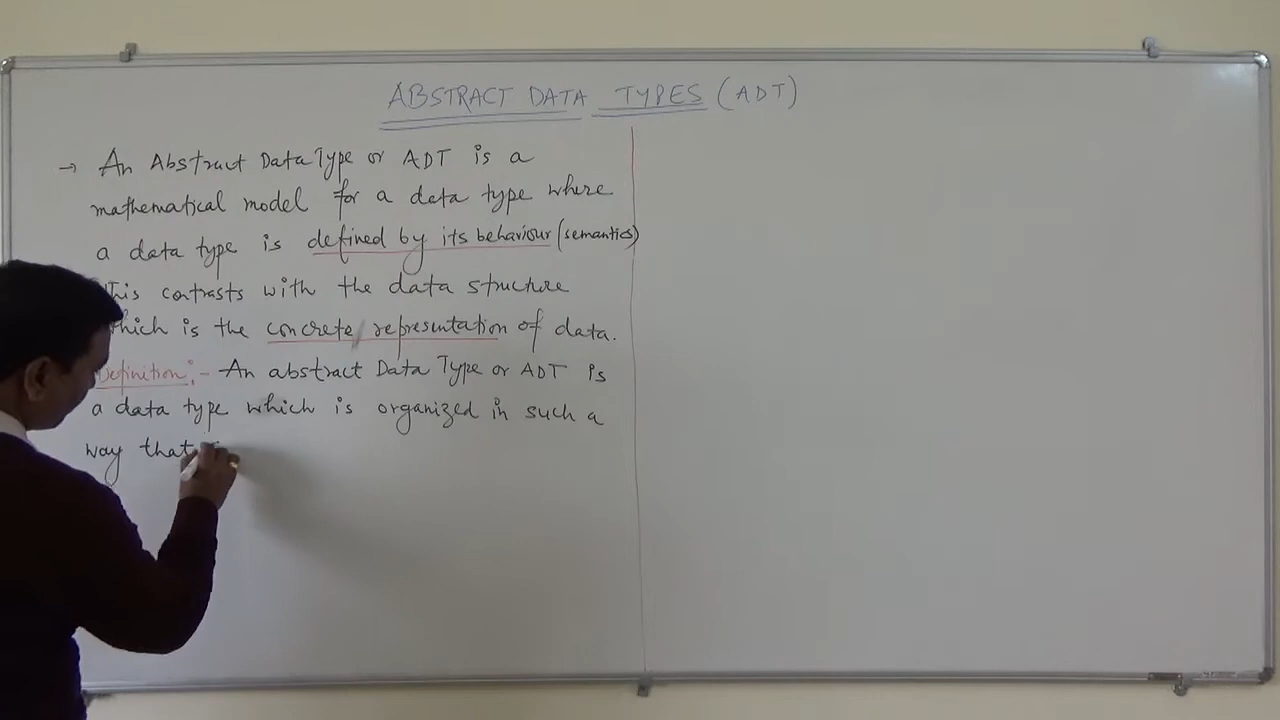 ABSTRACT DATA TYPES (ADT)
→ An Abstract Data Type or ADT is a
mathematical model for a data type where
a data type is defined by its behaviour (semantics)
This contrasts with the data structure
which is the concrete representation of data.
Definition:- An abstract Data Type or ADT is
a data type which is organized in such a
way that